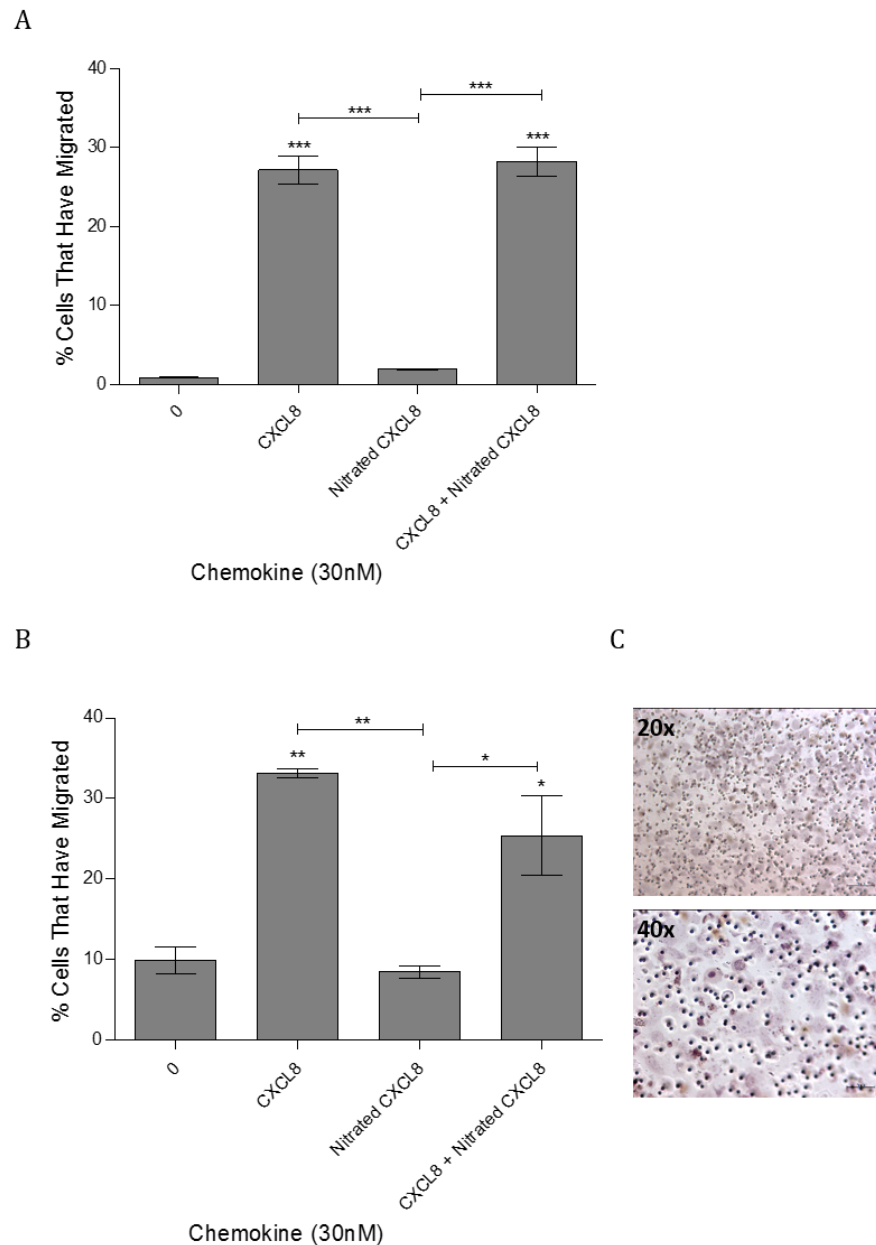 A
40
30
20
10
0
% Cells That Have Migrated
***
***
***
***
0
CXCL8
Nitrated CXCL8
CXCL8 + Nitrated CXCL8
Chemokine (30nM)
B
40
30
20
10
0
% Cells That Have Migrated
**
**
*
*
0
CXCL8
Nitrated CXCL8
CXCL8 + Nitrated CXCL8
Chemokine (30nM)
C
20x
40x